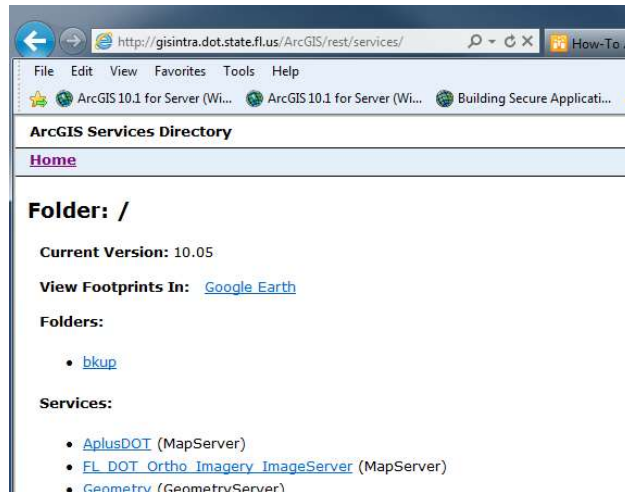 http://gisintra.dot.state.fl.us/ArcGIS/rest/services/ How-To
File Edit View Favorites Tools Help
ArcGIS 10.1 for Server (Wi... ArcGIS 10.1 for Server (Wi... Building Secure Applicati...
ArcGIS Services Directory
Home
Folder: /
Current Version: 10.05
View Footprints In: Google Earth
Folders:
• bkup
Services:
• AplusDOT (MapServer)
• FL_DOT_Ortho_Imagery_ImageServer (MapServer)
• Geometry (GeometryServer)